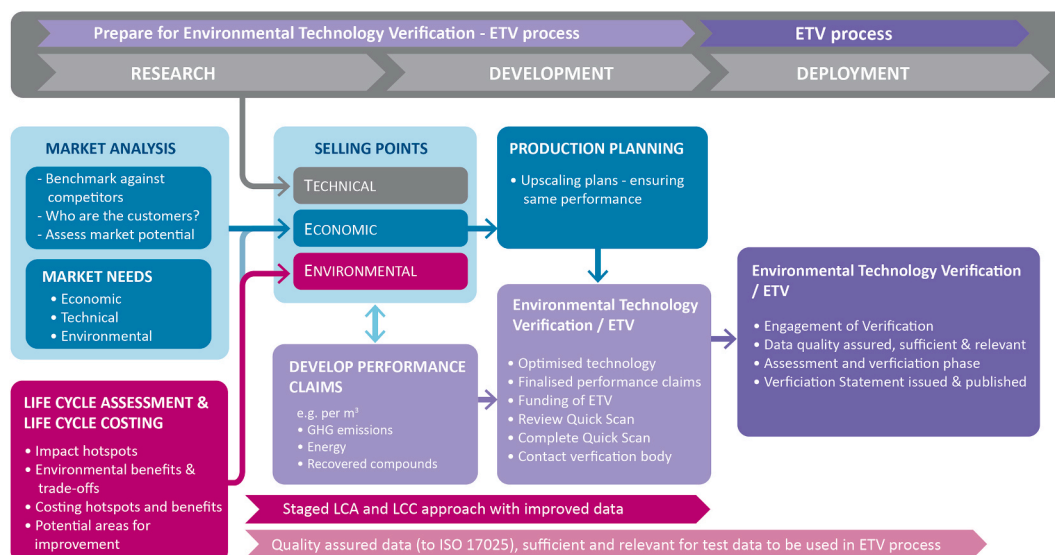 Prepare for Environmental Technology Verification - ETV process
ETV process
RESEARCH
DEVELOPMENT
DEPLOYMENT
MARKET ANALYSIS
- Benchmark against
competitors
- Who are the customers?
- Assess market potential
MARKET NEEDS
• Economic
• Technical
• Environmental
LIFE CYCLE ASSESSMENT &
LIFE CYCLE COSTING
• Impact hotspots
• Environmental benefits &
trade-offs
• Costing hotspots and benefits
• Potential areas for
improvement
SELLING POINTS
TECHNICAL
ECONOMIC
ENVIRONMENTAL
DEVELOP PERFORMANCE
CLAIMS
e.g. per m³
• GHG emissions
• Energy
• Recovered compounds
PRODUCTION PLANNING
• Upscaling plans - ensuring
same performance
Environmental Technology
Verification / ETV
• Optimised technology
• Finalised performance claims
• Funding of ETV
• Review Quick Scan
• Complete Quick Scan
• Contact verfication body
Environmental Technology Verification
/ ETV
• Engagement of Verification
• Data quality assured, sufficient & relevant
• Assessment and verficiation phase
• Verficiation Statement issued & published
Staged LCA and LCC approach with improved data
Quality assured data (to ISO 17025), sufficient and relevant for test data to be used in ETV process